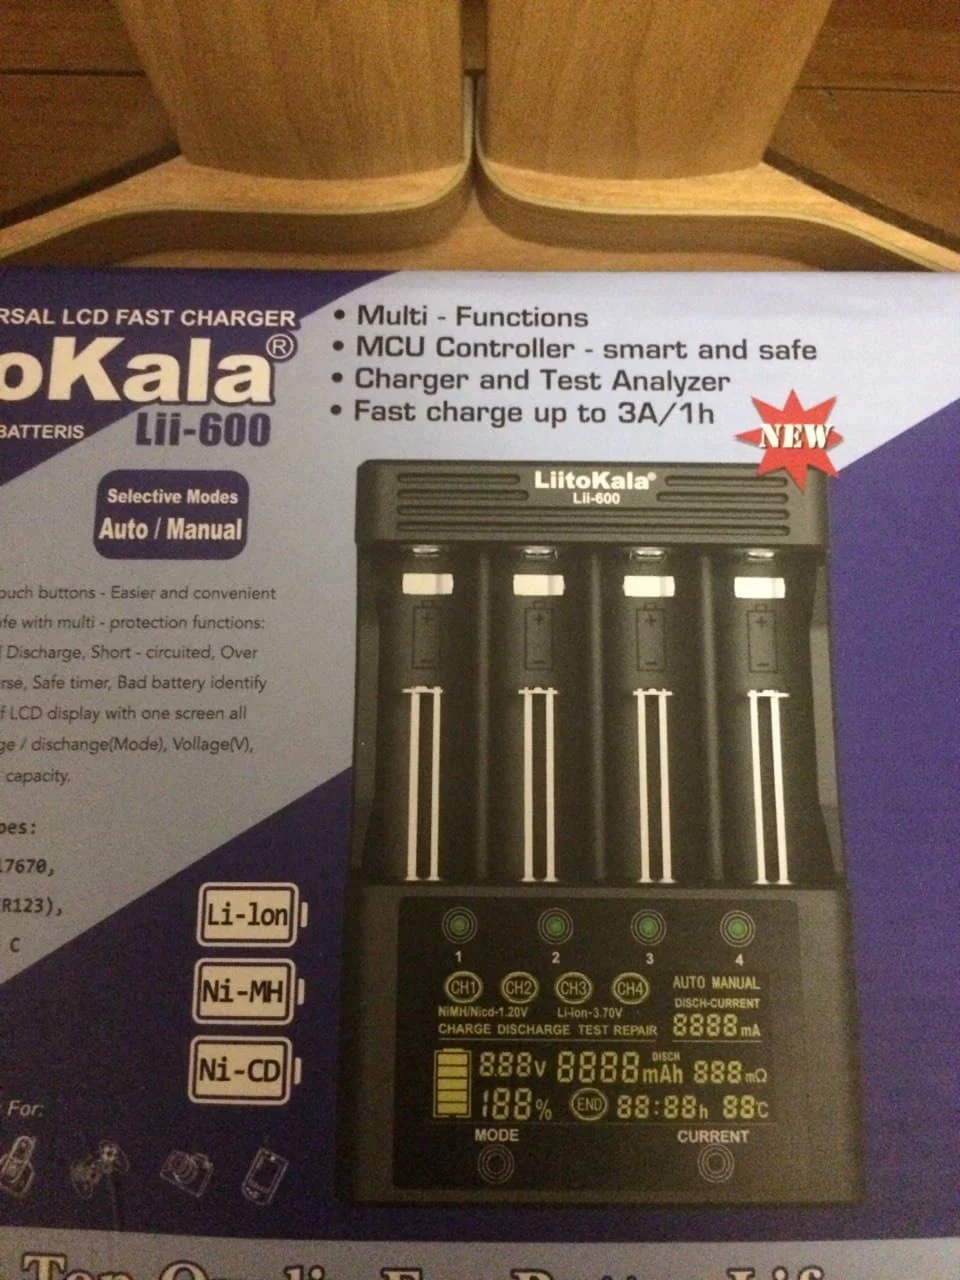 RSAL LCD FAST CHARGER
oKala®
BATTERIS Lii-600
Selective Modes
Auto / Manual
• Multi - Functions
• MCU Controller - smart and safe
• Charger and Test Analyzer
• Fast charge up to 3A/1h
NEW
LiitoKala®
Lii-600
ouch buttons - Easier and convenient
fe with multi - protection functions:
Discharge, Short - circuited, Over
rse, Safe timer, Bad battery identify
f LCD display with one screen all
ge / dischange(Mode), Vollage(V),
capacity.
pes:
17670,
R123),
C
Li-lon
Ni-MH
Ni-CD
For:
1 2 3 4
CH1 CH2 CH3 CH4 AUTO MANUAL
NiMH/Nicd-1.20V Li-ion-3.70V DISCH-CURRENT
CHARGE DISCHARGE TEST REPAIR 8888mA
8.88V 8888mAh DISCH 888mΩ
188% END 88:88h 88℃
MODE CURRENT